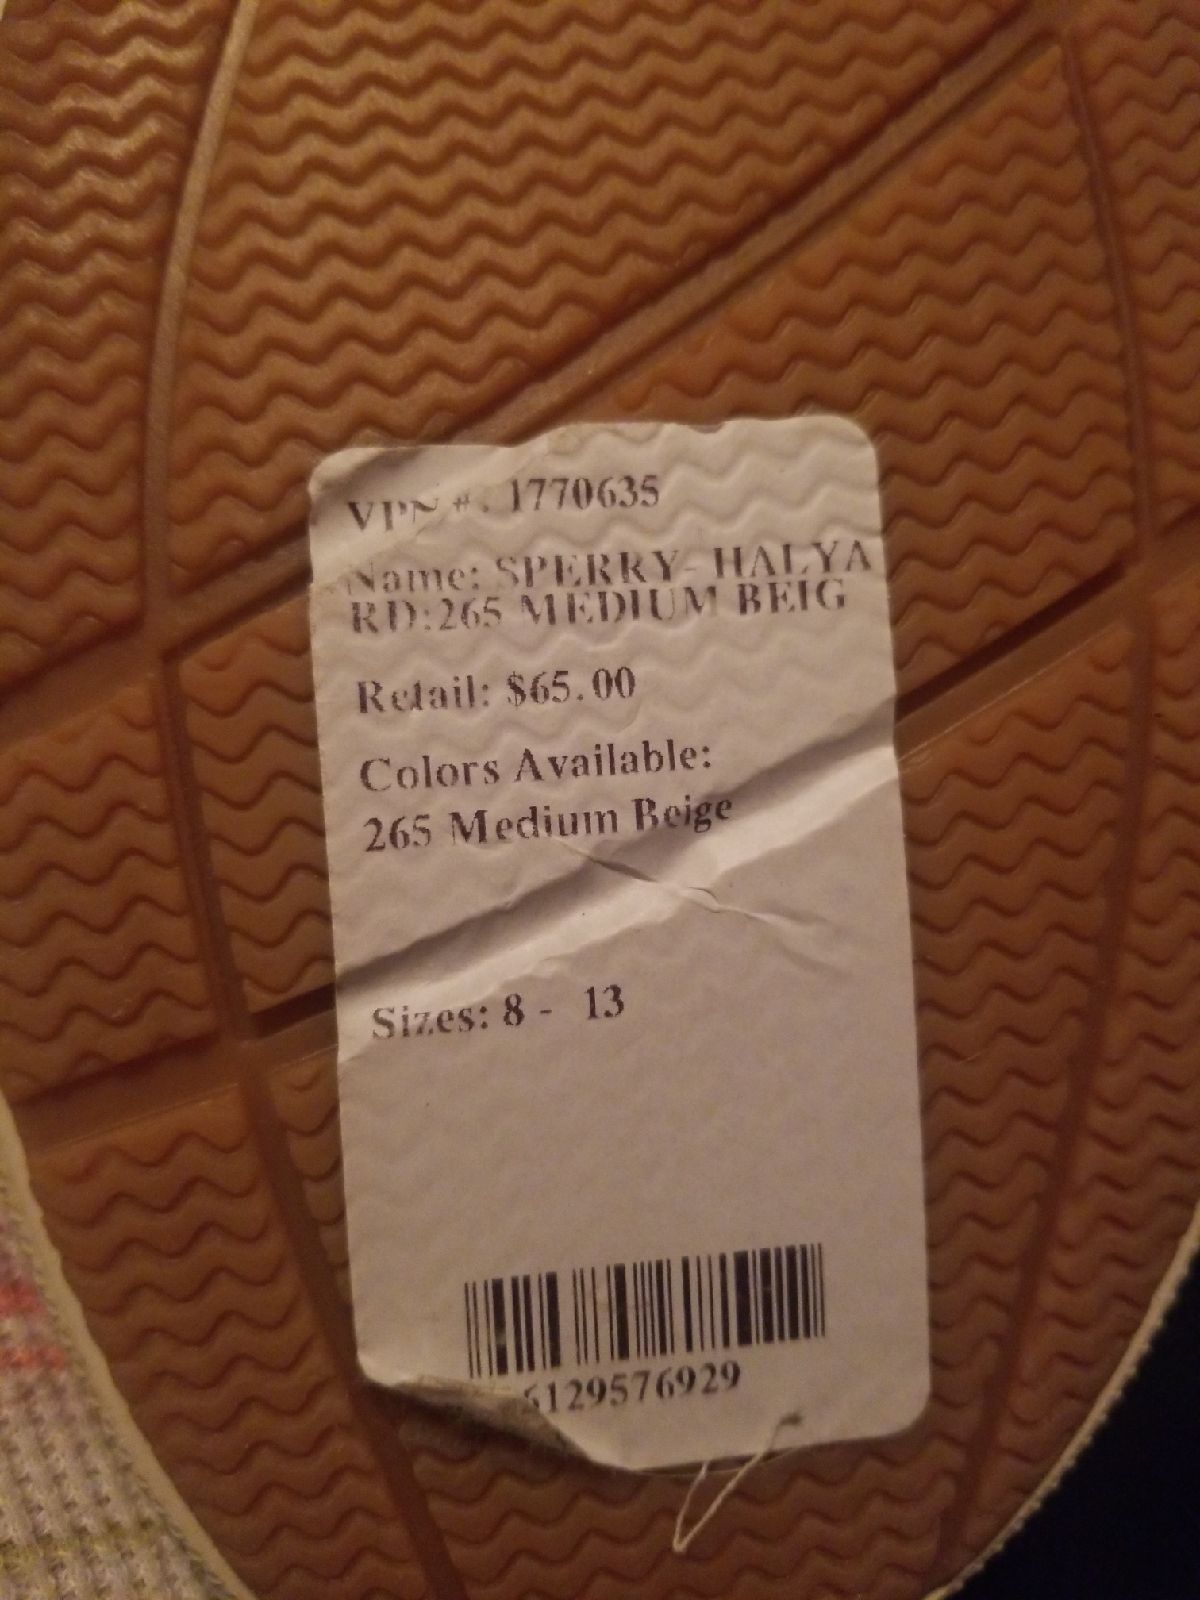 VPN #: 1770635
Name: SPERRY- HALYA
RD:265 MEDIUM BEIG
Retail: $65.00
Colors Available:
265 Medium Beige
Sizes: 8 - 13
6129576929